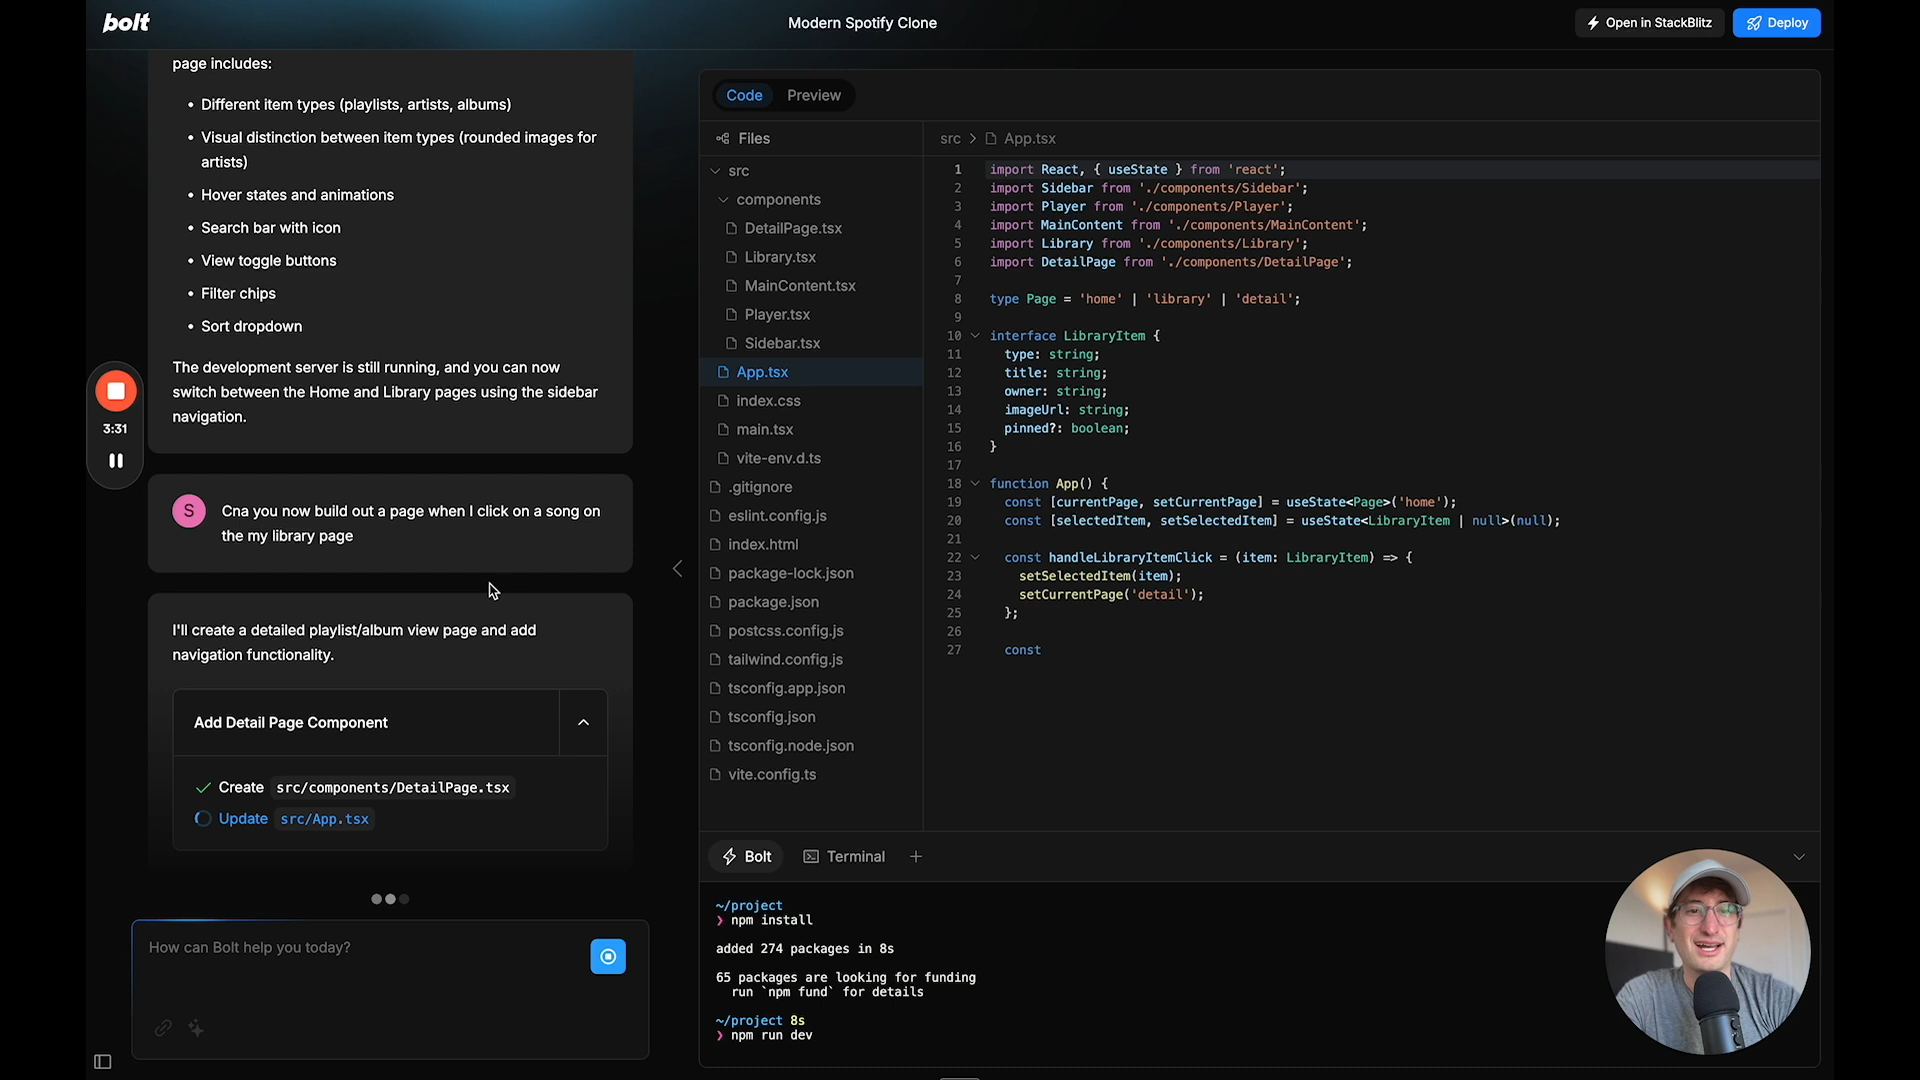 bolt
Modern Spotify Clone
Open in StackBlitz
Deploy
page includes:
• Different item types (playlists, artists, albums)
• Visual distinction between item types (rounded images for
artists)
• Hover states and animations
• Search bar with icon
• View toggle buttons
• Filter chips
• Sort dropdown
The development server is still running, and you can now
switch between the Home and Library pages using the sidebar
navigation.
3:31
S
Cna you now build out a page when I click on a song on
the my library page
I'll create a detailed playlist/album view page and add
navigation functionality.
Add Detail Page Component
Create src/components/DetailPage.tsx
Update src/App.tsx
How can Bolt help you today?
Code
Preview
Files
src
components
DetailPage.tsx
Library.tsx
MainContent.tsx
Player.tsx
Sidebar.tsx
App.tsx
index.css
main.tsx
vite-env.d.ts
.gitignore
eslint.config.js
index.html
package-lock.json
package.json
postcss.config.js
tailwind.config.js
tsconfig.app.json
tsconfig.json
tsconfig.node.json
vite.config.ts
src > App.tsx
1 import React, { useState } from 'react';
2 import Sidebar from './components/Sidebar';
3 import Player from './components/Player';
4 import MainContent from './components/MainContent';
5 import Library from './components/Library';
6 import DetailPage from './components/DetailPage';
7
8 type Page = 'home' | 'library' | 'detail';
9
10 interface LibraryItem {
11 type: string;
12 title: string;
13 owner: string;
14 imageUrl: string;
15 pinned?: boolean;
16 }
17
18 function App() {
19 const [currentPage, setCurrentPage] = useState<Page>('home');
20 const [selectedItem, setSelectedItem] = useState<LibraryItem | null>(null);
21
22 const handleLibraryItemClick = (item: LibraryItem) => {
23 setSelectedItem(item);
24 setCurrentPage('detail');
25 };
26
27 const
Bolt
Terminal
~/project
❯ npm install
added 274 packages in 8s
65 packages are looking for funding
run `npm fund` for details
~/project 8s
❯ npm run dev